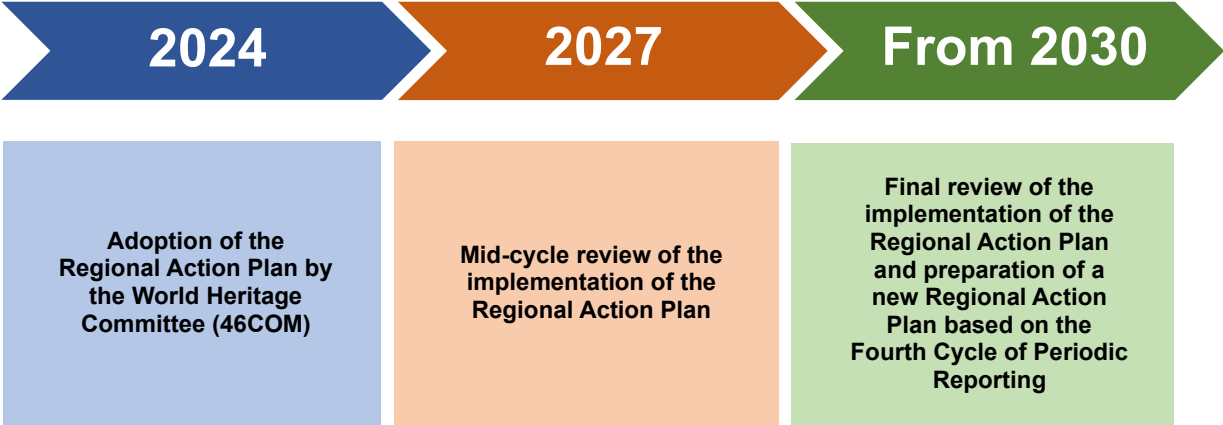 2024
2027
From 2030
Adoption of the
Regional Action Plan by
the World Heritage
Committee (46COM)
Mid-cycle review of the
implementation of the
Regional Action Plan
Final review of the
implementation of the
Regional Action Plan
and preparation of a
new Regional Action
Plan based on the
Fourth Cycle of Periodic
Reporting